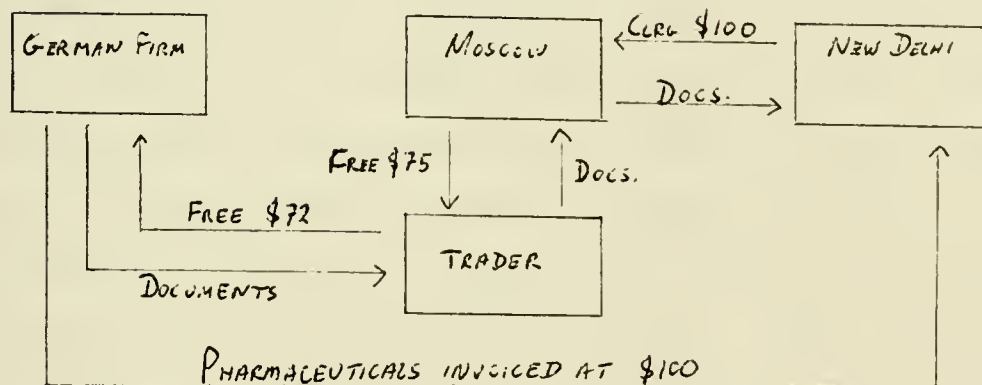 GERMAN FIRM
MOSCOW
CLRG $100
NEW DELHI
DOCS.
FREE $75
DOCS.
FREE $72
TRADER
DOCUMENTS
PHARMACEUTICALS INVOICED AT $100